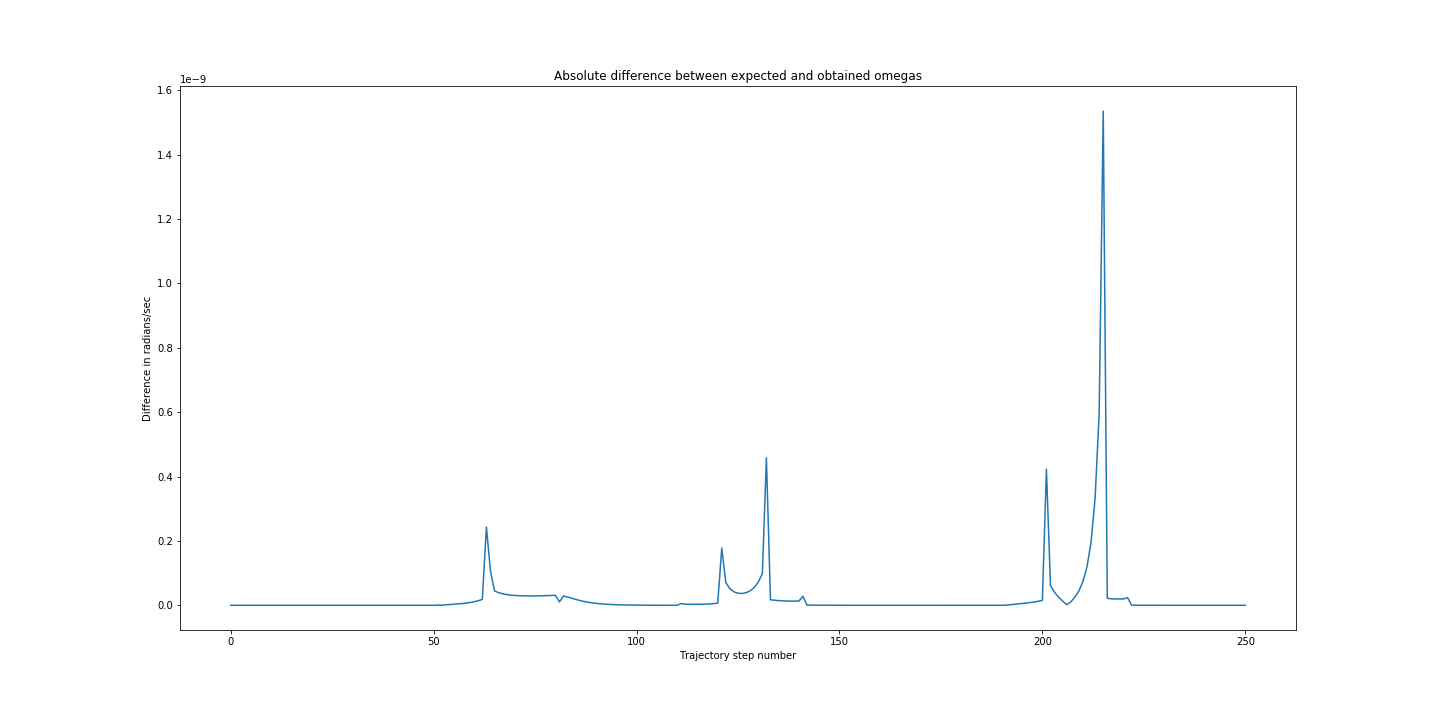 Absolute difference between expected and obtained omegas
1e−9
1.6
1.4
1.2
1.0
0.8
0.6
0.4
0.2
0.0
Difference in radians/sec
0 50 100 150 200 250
Trajectory step number